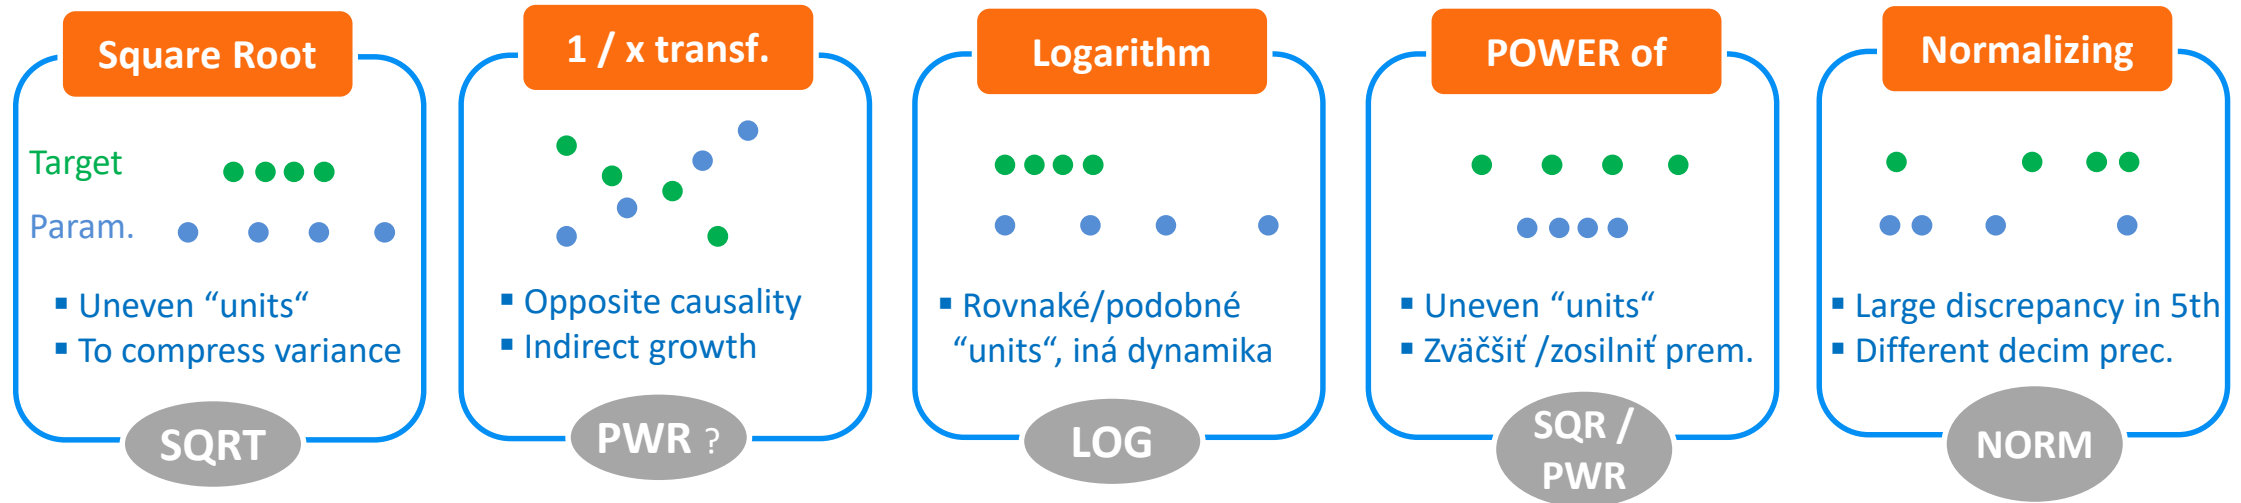 Square Root
Target
Param.
▪ Uneven “units“
▪ To compress variance
SQRT
1 / x transf.
▪ Opposite causality
▪ Indirect growth
PWR ?
Logarithm
▪ Rovnaké/podobné
“units“, iná dynamika
LOG
POWER of
▪ Uneven “units“
▪ Zväčšiť /zosilniť prem.
SQR /
PWR
Normalizing
▪ Large discrepancy in 5th
▪ Different decim prec.
NORM